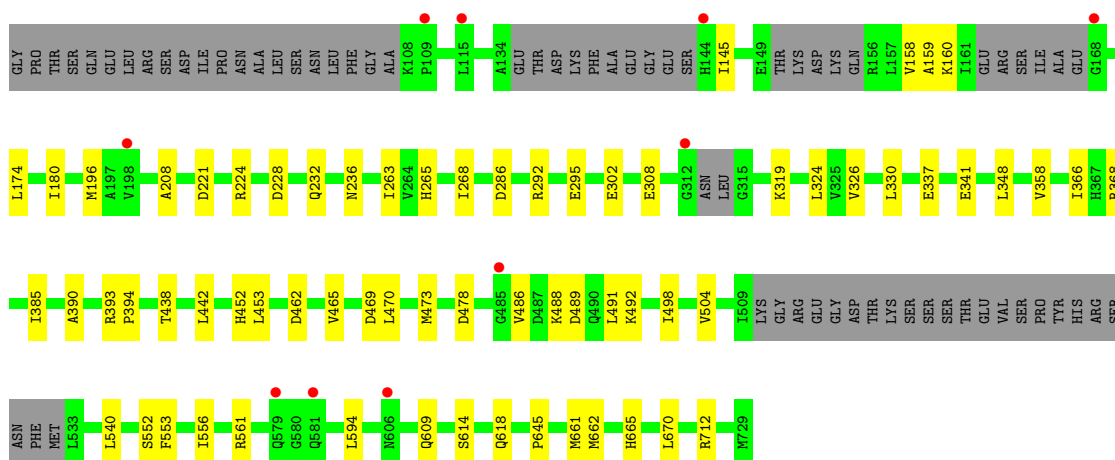 GLY PRO THR SER GLN GLU LEU ARG SER ASP ILE PRO ASN ALA LEU SER ASN LEU PHE GLY ALA K108 P109 L115 A134 GLU THR ASP LYS PHE ALA GLU GLY GLU SER H144 I145 E149 THR LYS ASP LYS GLN R156 L157 V158 A159 K160 I161 GLU ARG SER ILE ALA GLU G168
L174 I180 M196 A197 V198 A208 D221 R224 D228 Q232 N236 I263 V264 H265 I268 D286 R292 E295 E302 E308 G312 ASN LEU G315 K319 L324 V325 V326 L330 E337 E341 L348 V358 I366 H367 R368
I385 A390 R393 P394 T438 L442 H452 L453 D462 V465 D469 L470 M473 D478 G485 V486 D487 K488 D489 Q490 L491 K492 I498 V504 I509 LYS GLY ARG GLU GLY ASP THR LYS SER SER SER THR GLU VAL SER PRO TYR HIS ARG SER
ASN PHE MET L533 L540 S552 F553 I556 R561 Q579 G580 Q581 L594 N606 Q609 S614 Q618 P645 M661 M662 H665 L670 R712 M729